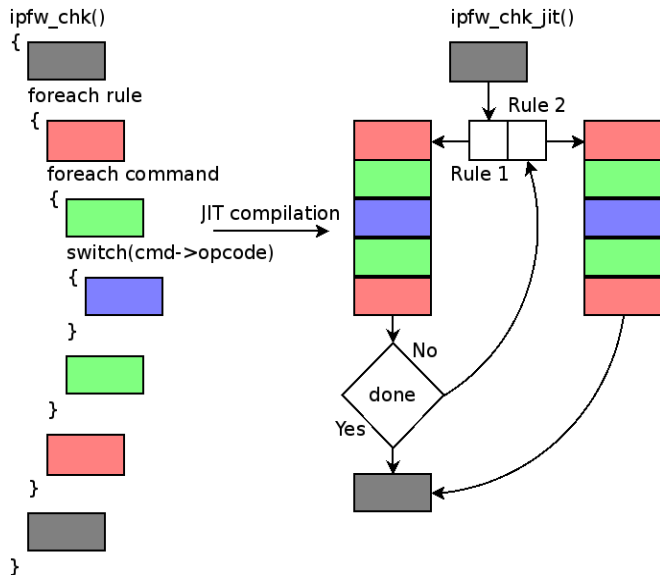 ipfw_chk()
{
foreach rule
{
foreach command
{
switch(cmd->opcode)
{
}
}
}
}
JIT compilation
ipfw_chk_jit()
Rule 2
Rule 1
No
done
Yes